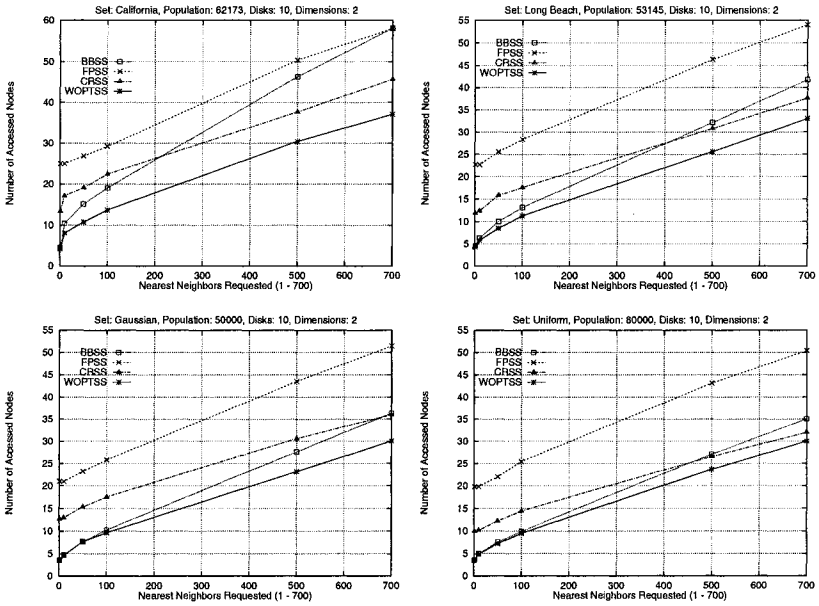 Set: California, Population: 62173, Disks: 10, Dimensions: 2
60
50
40
30
20
10
0
Number of Accessed Nodes
BBSS
FPSS
CRSS
WOPTSS
0 100 200 300 400 500 600 700
Nearest Neighbors Requested (1 - 700)
Set: Long Beach, Population: 53145, Disks: 10, Dimensions: 2
55
50
45
40
35
30
25
20
15
10
5
0
Number of Accessed Nodes
BBSS
FPSS
CRSS
WOPTSS
0 100 200 300 400 500 600 700
Nearest Neighbors Requested (1 - 700)
Set: Gaussian, Population: 50000, Disks: 10, Dimensions: 2
55
50
45
40
35
30
25
20
15
10
5
0
Number of Accessed Nodes
BBSS
FPSS
CRSS
WOPTSS
0 100 200 300 400 500 600 700
Nearest Neighbors Requested (1 - 700)
Set: Uniform, Population: 80000, Disks: 10, Dimensions: 2
55
50
45
40
35
30
25
20
15
10
5
0
Number of Accessed Nodes
BBSS
FPSS
CRSS
WOPTSS
0 100 200 300 400 500 600 700
Nearest Neighbors Requested (1 - 700)